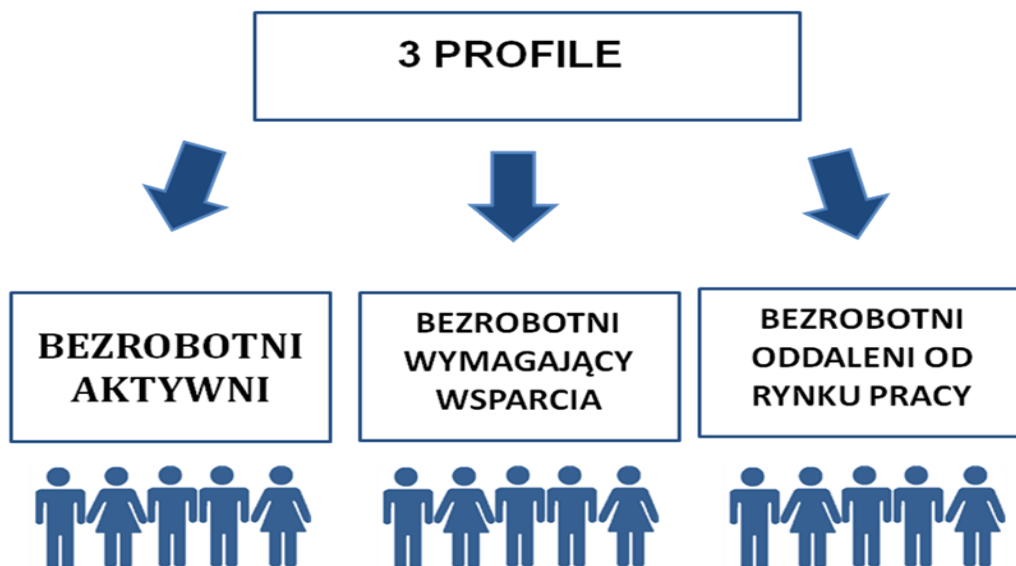 3 PROFILE
BEZROBOTNI
AKTYWNI
BEZROBOTNI
WYMAGAJĄCY
WSPARCIA
BEZROBOTNI
ODDALENI OD
RYNKU PRACY